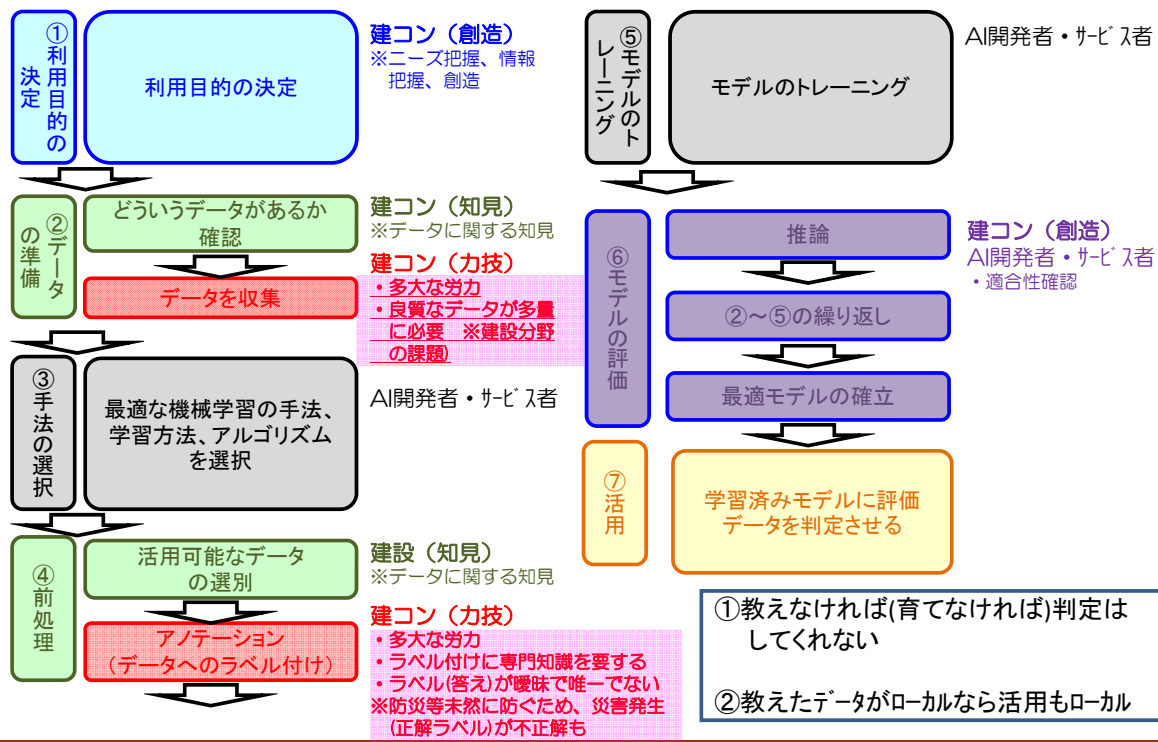 ①利用目的の
決定
利用目的の決定
建コン（創造）
※ニーズ把握、情報
把握、創造
②データ
の準備
どういうデータがあるか
確認
建コン（知見）
※データに関する知見
データを収集
建コン（力技）
・多大な労力
・良質なデータが多量
に必要　※建設分野
の課題)
③手法の選択
最適な機械学習の手法、
学習方法、アルゴリズム
を選択
AI開発者・ｻｰﾋﾞｽ者
④前処理
活用可能なデータ
の選別
建設（知見）
※データに関する知見
アノテーション
（データへのラベル付け）
建コン（力技）
・多大な労力
・ラベル付けに専門知識を要する
・ラベル(答え)が曖昧で唯一でない
※防災等未然に防ぐため、災害発生
(正解ラベル)が不正解も
⑤モデルのト
レーニング
モデルのトレーニング
AI開発者・ｻｰﾋﾞｽ者
⑥モデルの評価
推論
②～⑤の繰り返し
最適モデルの確立
建コン（創造）
AI開発者・ｻｰﾋﾞｽ者
・適合性確認
⑦活用
学習済みモデルに評価
データを判定させる
①教えなければ(育てなければ)判定は
してくれない
②教えたﾃﾞｰﾀがﾛｰｶﾙなら活用もﾛｰｶﾙ